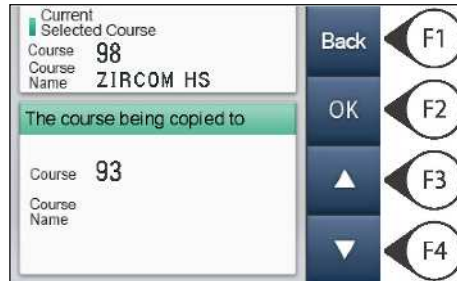 Current
Selected Course
Course 98
Course
Name ZIRCOM HS
The course being copied to
Course 93
Course
Name
Back F1
OK F2
F3
F4